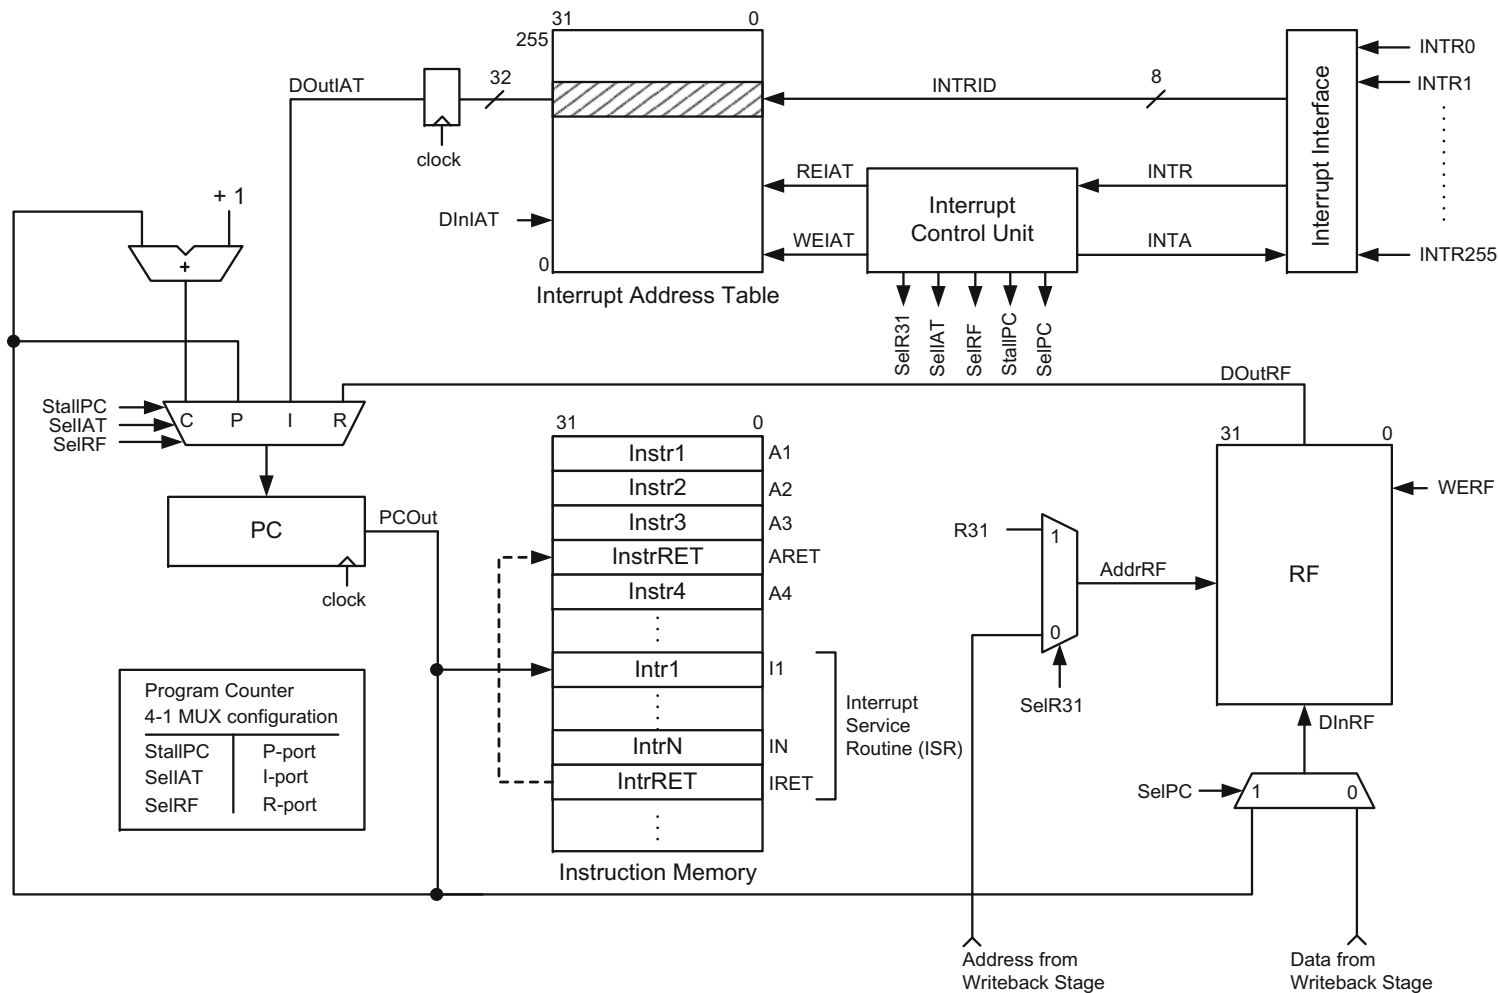 31 0
255
INTR0
DOutIAT
32
INTRID
8
INTR1
clock
REIAT
INTR
Interrupt Interface
+ 1
DInIAT
Interrupt
Control Unit
WEIAT
INTA
INTR255
+
0
Interrupt Address Table
SelR31
SelIAT
SelRF
StallPC
SelPC
DOutRF
StallPC
SelIAT
SelRF
C P I R
31 0
31 0
Instr1 A1
Instr2 A2
Instr3 A3
InstrRET ARET
Instr4 A4
WERF
PC
PCOut
clock
R31
1
AddrRF
RF
0
SelR31
Intr1 I1
IntrN IN
IntrRET IRET
Interrupt
Service
Routine (ISR)
Program Counter
4-1 MUX configuration
StallPC P-port
SelIAT I-port
SelRF R-port
DInRF
SelPC
1 0
Instruction Memory
Address from
Writeback Stage
Data from
Writeback Stage